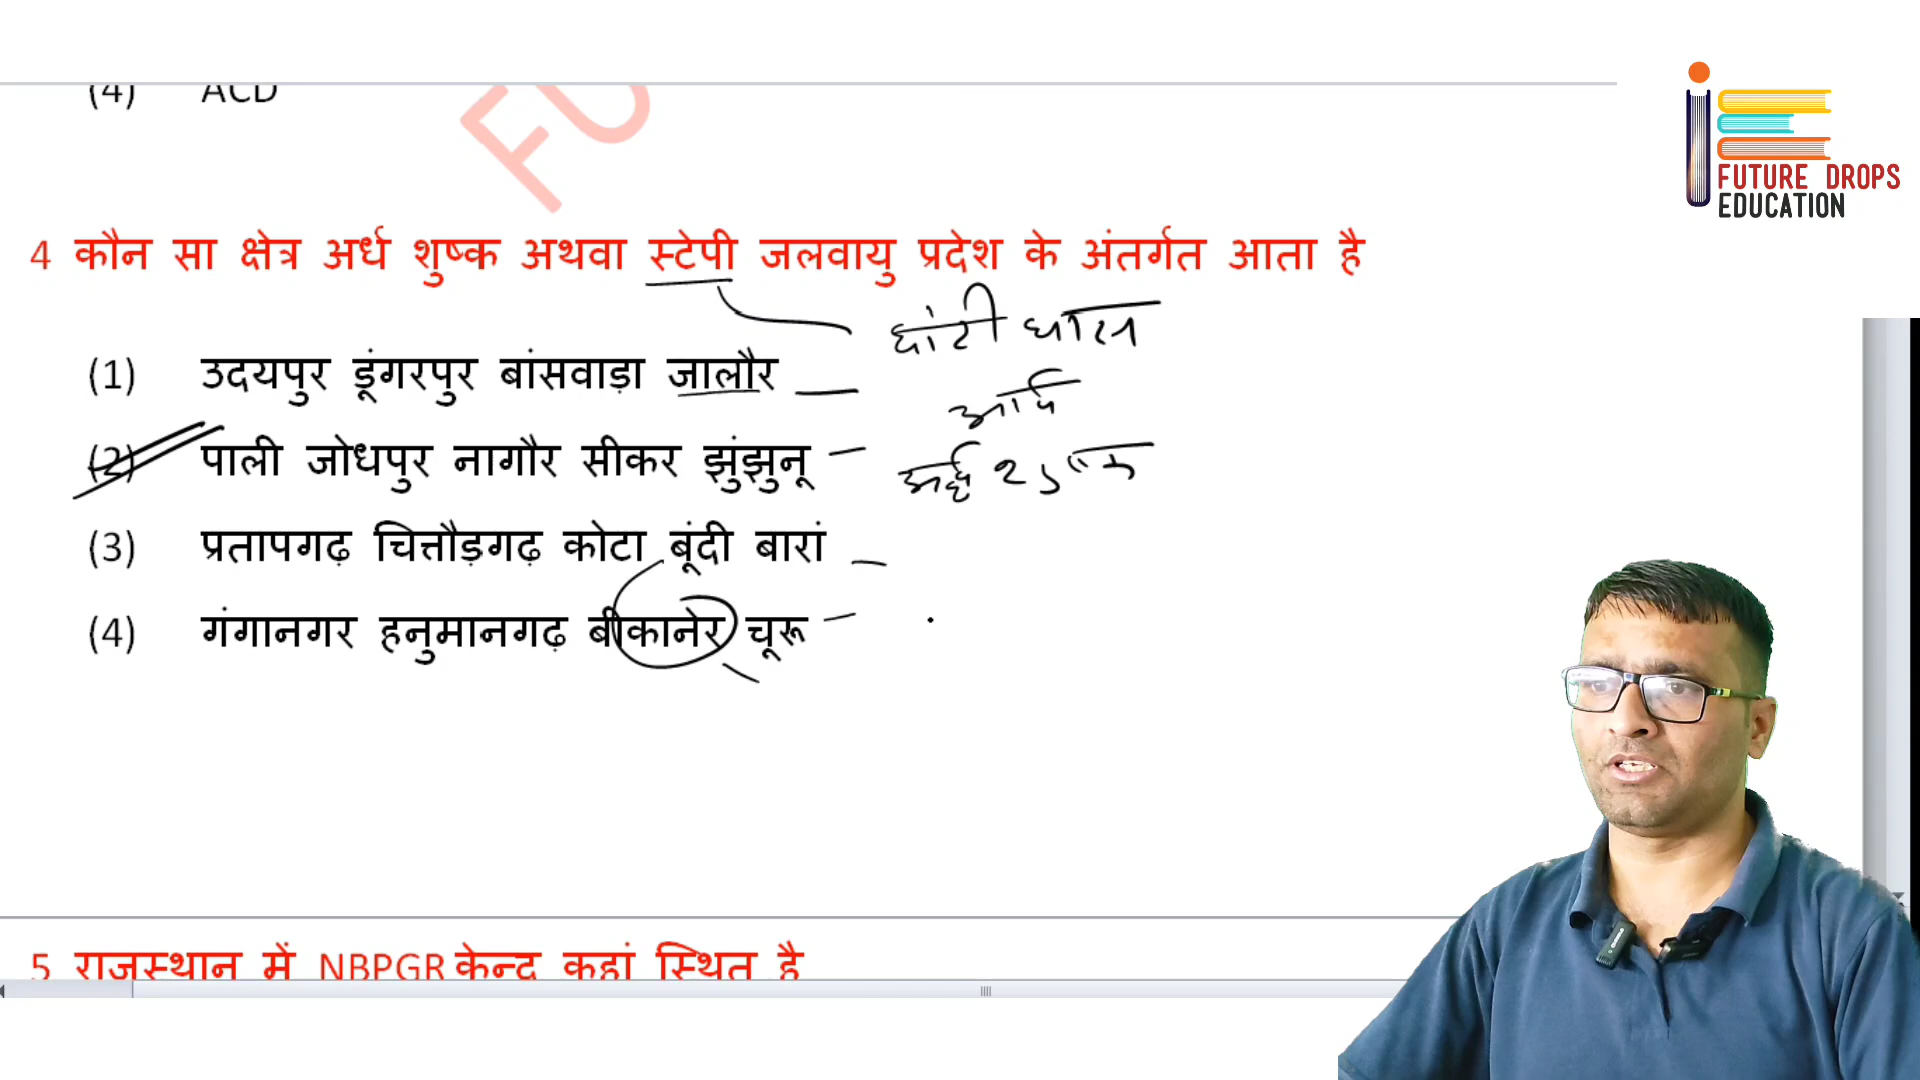 (4) ACD
FU
FUTURE DROPS
EDUCATION
4 कौन सा क्षेत्र अर्ध शुष्क अथवा स्टेपी जलवायु प्रदेश के अंतर्गत आता है
(1) उदयपुर डूंगरपुर बांसवाड़ा जालौर
(2) पाली जोधपुर नागौर सीकर झुंझुनू
(3) प्रतापगढ़ चित्तौड़गढ़ कोटा बूंदी बारां
(4) गंगानगर हनुमानगढ़ बीकानेर चूरू
घास
अर्ध शुष्क
5 राजस्थान में NBPGR केन्द्र कहां स्थित है